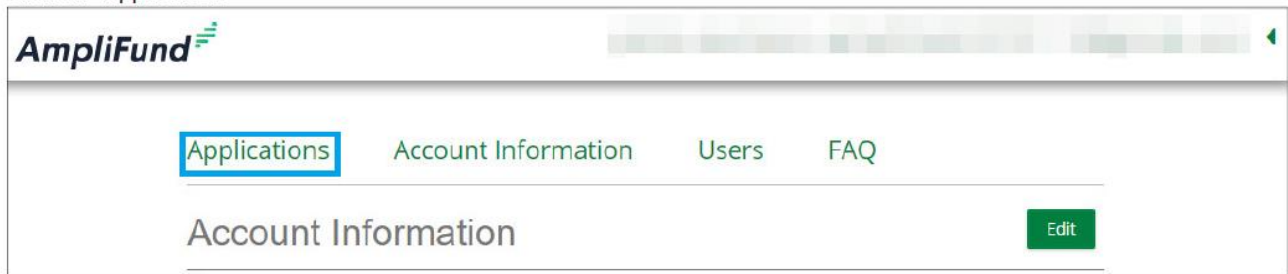 AmpliFund
Applications Account Information Users FAQ
Account Information Edit